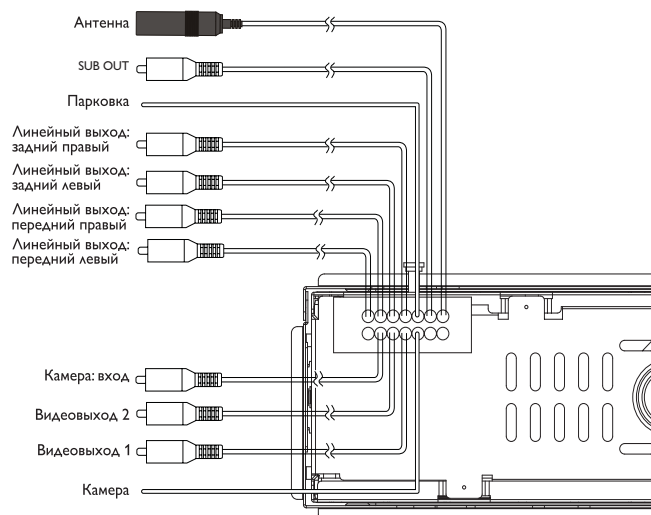 Антенна
SUB OUT
Парковка
Линейный выход:
задний правый
Линейный выход:
задний левый
Линейный выход:
передний правый
Линейный выход:
передний левый
Камера: вход
Видеовыход 2
Видеовыход 1
Камера